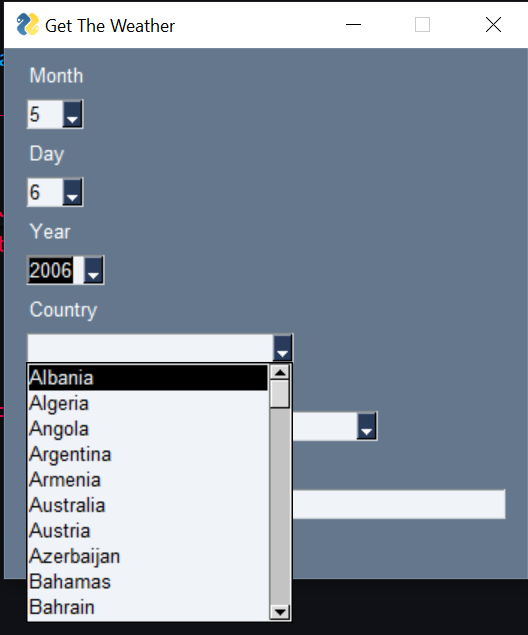 Get The Weather
Month
5
Day
6
Year
2006
Country
Albania
Algeria
Angola
Argentina
Armenia
Australia
Austria
Azerbaijan
Bahamas
Bahrain